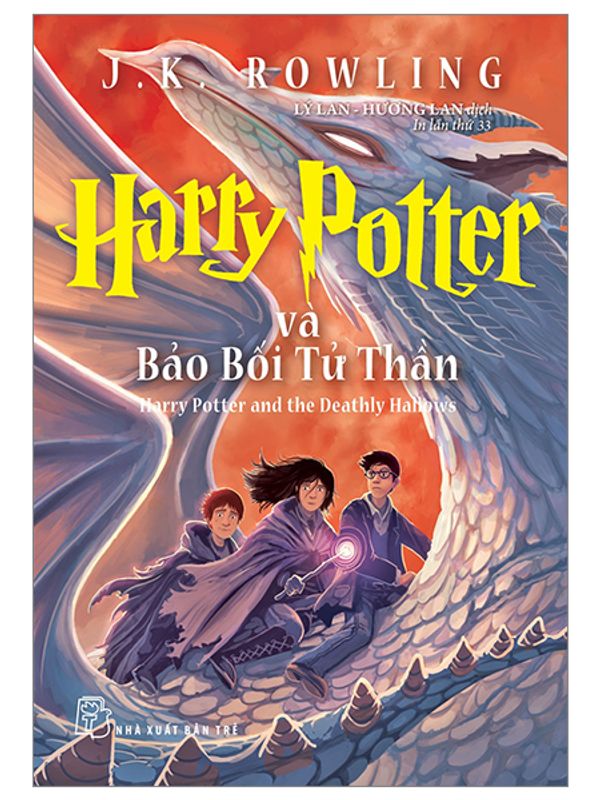 J.K. ROWLING
LÝ LAN - HƯƠNG LAN dịch
In lần thứ 33
Harry Potter
và
Bảo Bối Tử Thần
Harry Potter and the Deathly Hallows
NHÀ XUẤT BẢN TRẺ